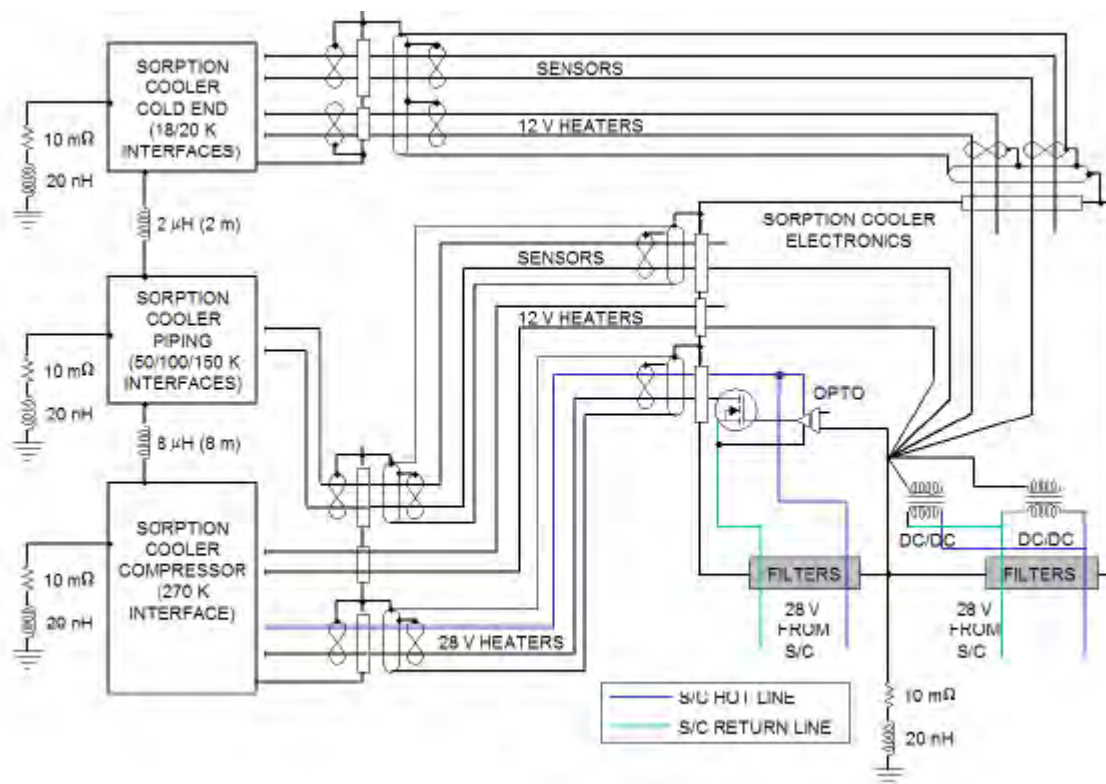 SORPTION
COOLER
COLD END
(18/20 K
INTERFACES)
10 mΩ
20 nH
SENSORS
12 V HEATERS
2 μH (2 m)
SORPTION COOLER
ELECTRONICS
SENSORS
SORPTION
COOLER
PIPING
(50/100/150 K
INTERFACES)
10 mΩ
20 nH
12 V HEATERS
OPTO
8 μH (8 m)
SORPTION
COOLER
COMPRESSOR
(270 K
INTERFACE)
10 mΩ
20 nH
DC/DC
DC/DC
FILTERS
FILTERS
28 V
FROM
S/C
28 V
FROM
S/C
28 V HEATERS
S/C HOT LINE
S/C RETURN LINE
10 mΩ
20 nH